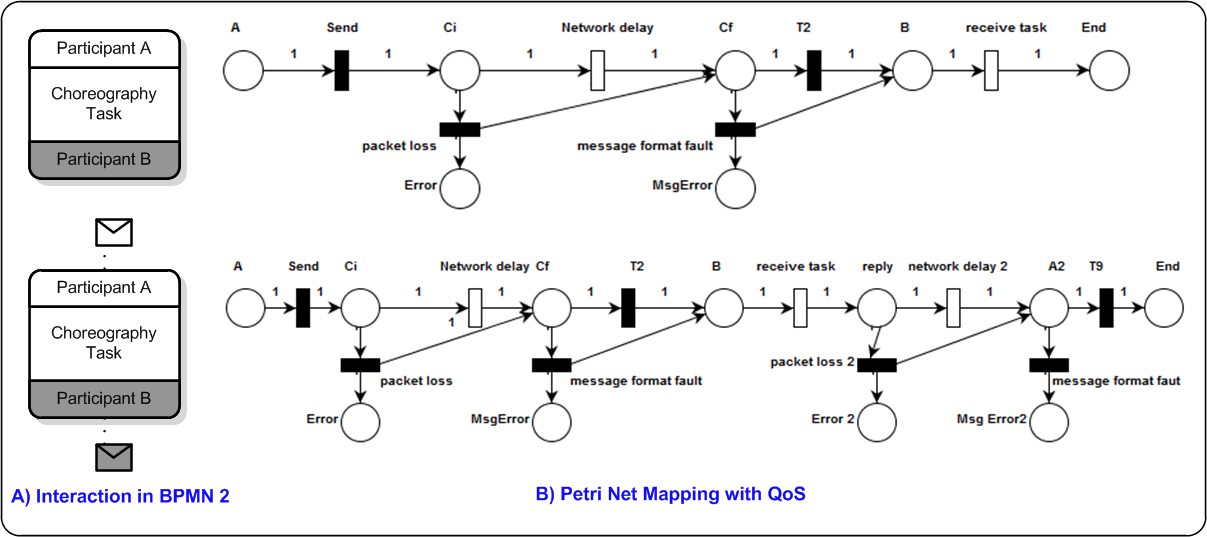 Participant A
Choreography
Task
Participant B
A Send Ci Network delay Cf T2 B receive task End
1 1 1 1 1 1 1 1
packet loss message format fault
Error MsgError
Participant A
Choreography
Task
Participant B
A Send Ci Network delay Cf T2 B receive task reply network delay 2 A2 T9 End
1 1 1 1 1 1 1 1 1 1 1 1
1
packet loss message format fault packet loss 2 message format faut
Error MsgError Error 2 Msg Error2
A) Interaction in BPMN 2 B) Petri Net Mapping with QoS